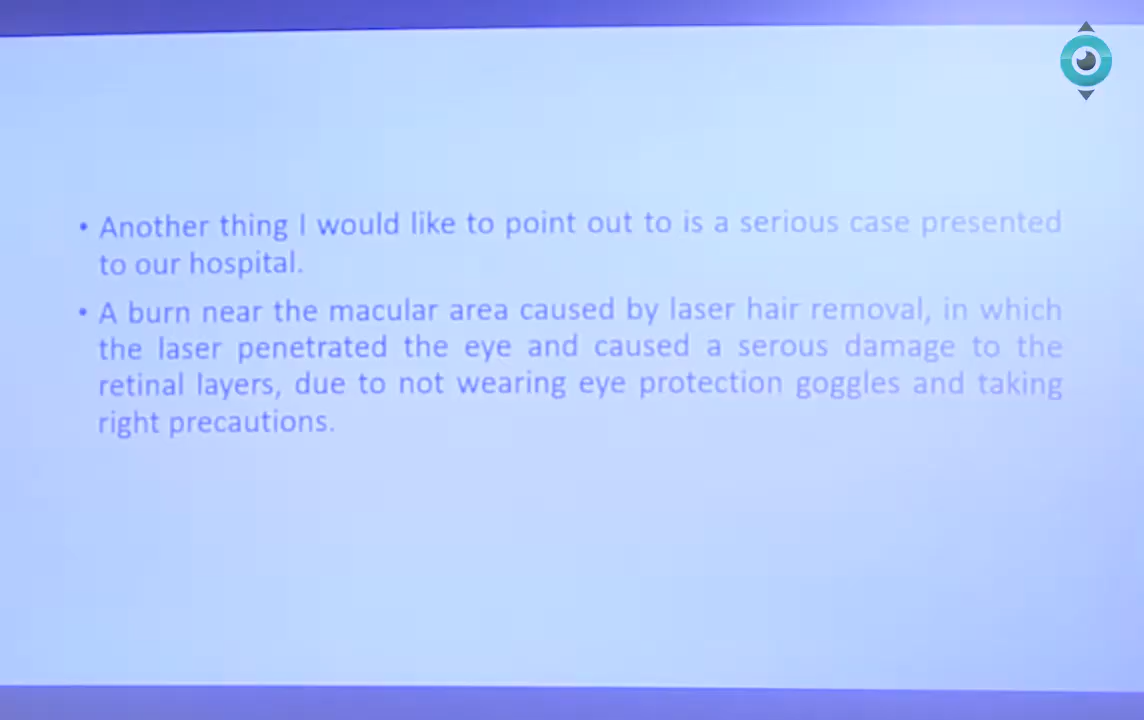 • Another thing I would like to point out to is a serious case presented
to our hospital.
• A burn near the macular area caused by laser hair removal, in which
the laser penetrated the eye and caused a serous damage to the
retinal layers, due to not wearing eye protection goggles and taking
right precautions.